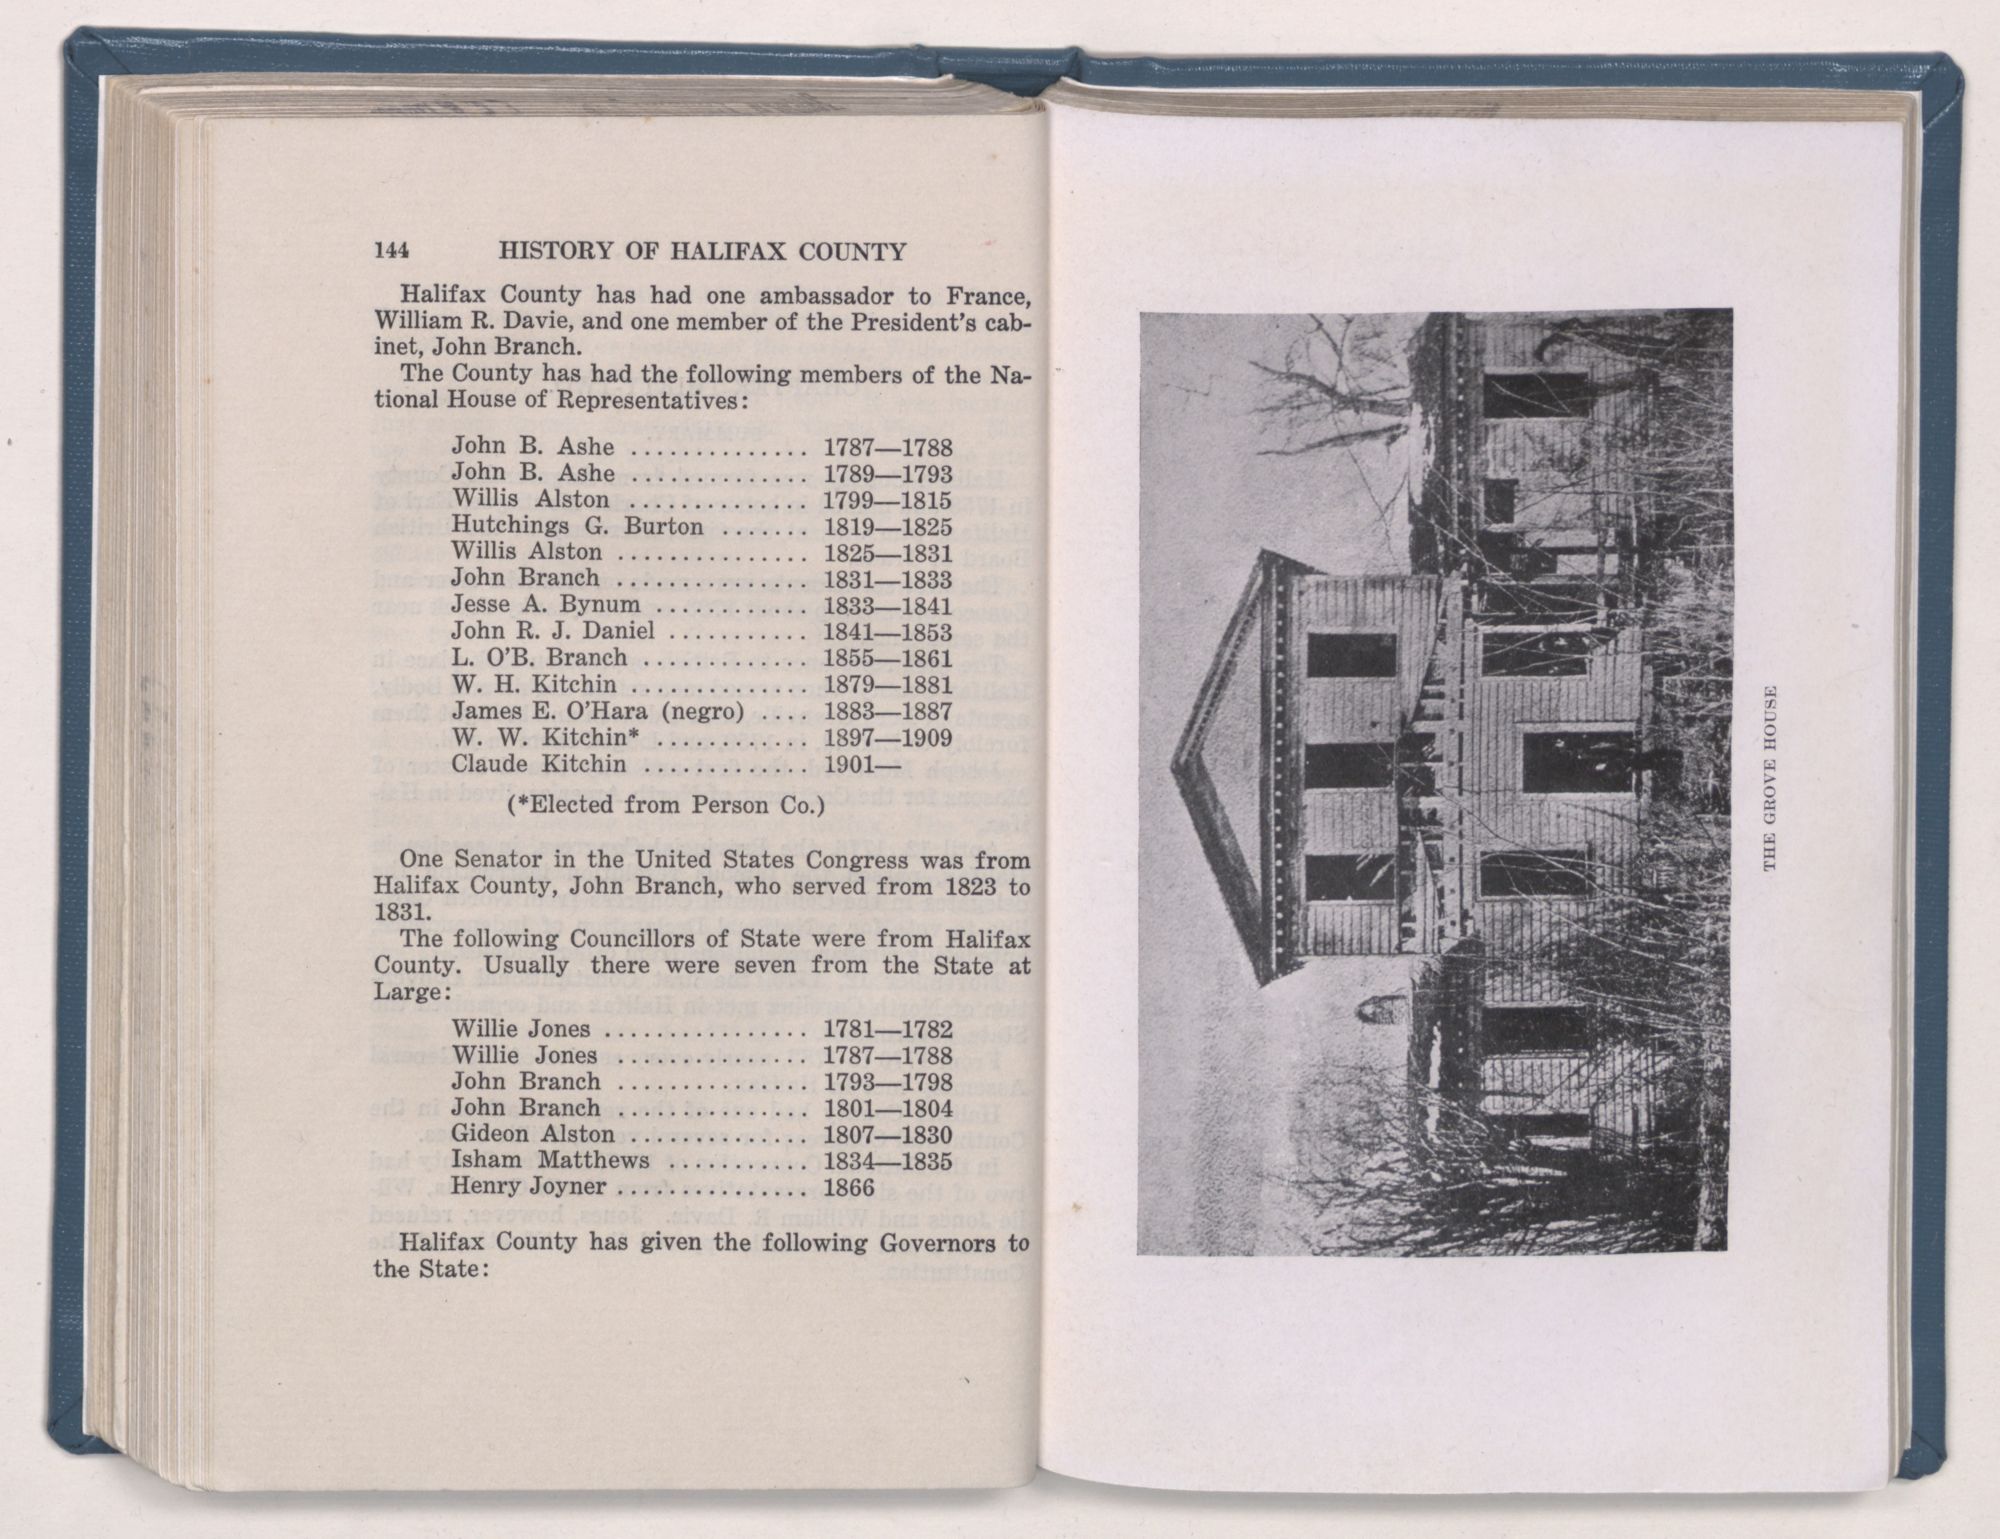 144 HISTORY OF HALIFAX COUNTY
Halifax County has had one ambassador to France,
William R. Davie, and one member of the President's cab-
inet, John Branch.
The County has had the following members of the Na-
tional House of Representatives:
John B. Ashe .............. 1787—1788
John B. Ashe .............. 1789—1793
Willis Alston .............. 1799—1815
Hutchings G. Burton ....... 1819—1825
Willis Alston ............... 1825—1831
John Branch ............... 1831—1833
Jesse A. Bynum ............ 1833—1841
John R. J. Daniel ........... 1841—1853
L. O'B. Branch ............. 1855—1861
W. H. Kitchin .............. 1879—1881
James E. O'Hara (negro) .... 1883—1887
W. W. Kitchin* ............ 1897—1909
Claude Kitchin ............. 1901—
(*Elected from Person Co.)
One Senator in the United States Congress was from
Halifax County, John Branch, who served from 1823 to
1831.
The following Councillors of State were from Halifax
County. Usually there were seven from the State at
Large:
Willie Jones ................ 1781—1782
Willie Jones ............... 1787—1788
John Branch ............... 1793—1798
John Branch ............... 1801—1804
Gideon Alston .............. 1807—1830
Isham Matthews ........... 1834—1835
Henry Joyner ............... 1866
Halifax County has given the following Governors to
the State:
THE GROVE HOUSE